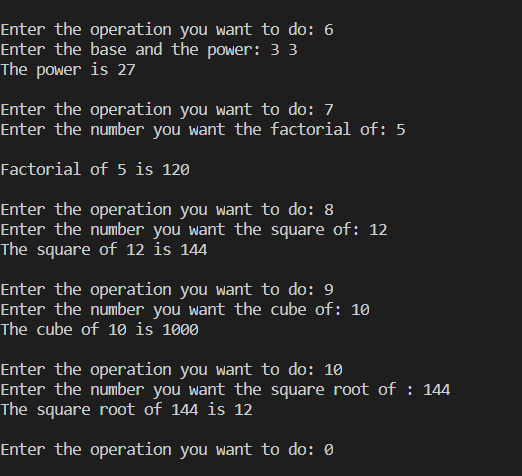 Enter the operation you want to do: 6
Enter the base and the power: 3 3
The power is 27
Enter the operation you want to do: 7
Enter the number you want the factorial of: 5
Factorial of 5 is 120
Enter the operation you want to do: 8
Enter the number you want the square of: 12
The square of 12 is 144
Enter the operation you want to do: 9
Enter the number you want the cube of: 10
The cube of 10 is 1000
Enter the operation you want to do: 10
Enter the number you want the square root of : 144
The square root of 144 is 12
Enter the operation you want to do: 0